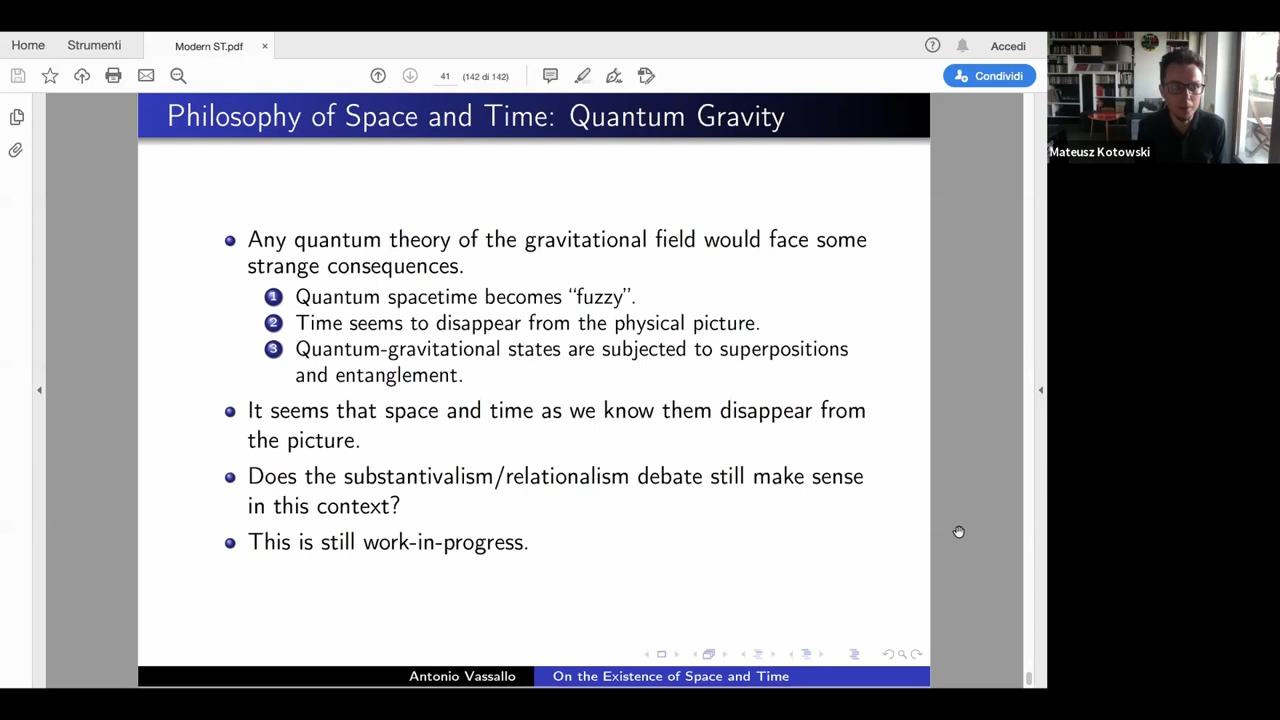 Home Strumenti Modern ST.pdf × Accedi
41 (142 di 142) Condividi
Philosophy of Space and Time: Quantum Gravity
Mateusz Kotowski
Any quantum theory of the gravitational field would face some
strange consequences.
1 Quantum spacetime becomes “fuzzy”.
2 Time seems to disappear from the physical picture.
3 Quantum-gravitational states are subjected to superpositions
and entanglement.
It seems that space and time as we know them disappear from
the picture.
Does the substantivalism/relationalism debate still make sense
in this context?
This is still work-in-progress.
Antonio Vassallo On the Existence of Space and Time